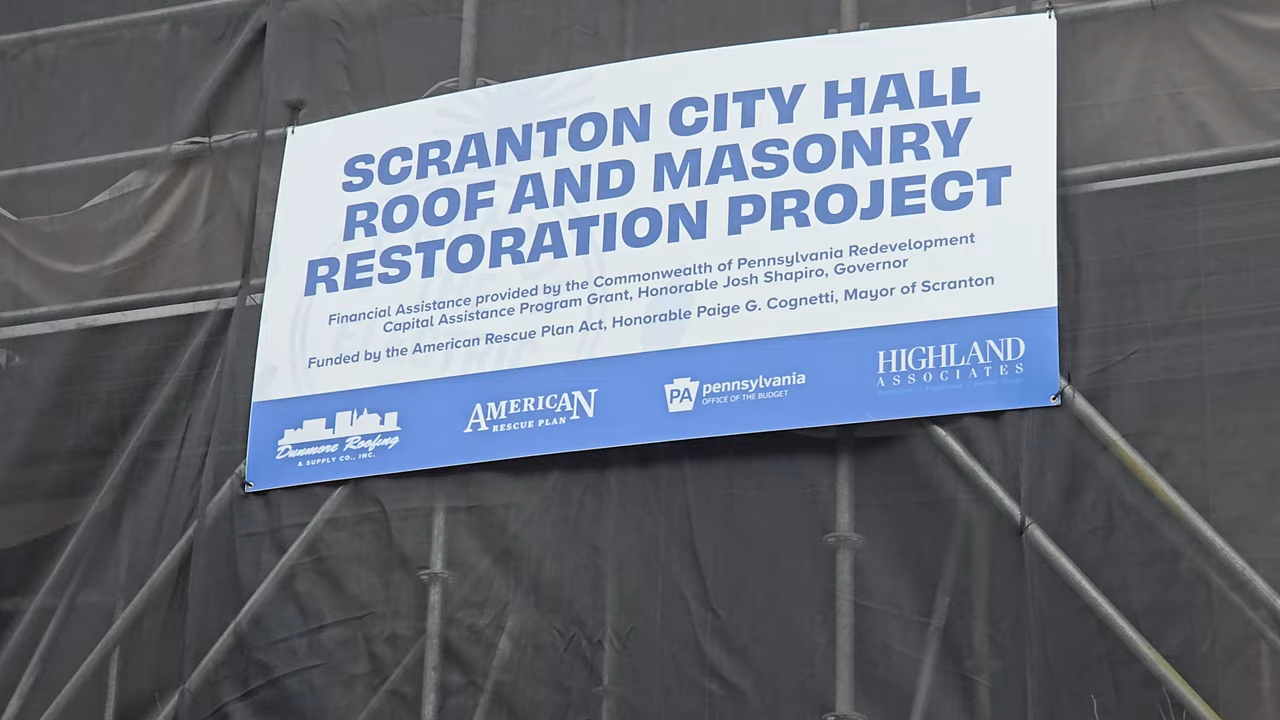 SCRANTON CITY HALL
ROOF AND MASONRY
RESTORATION PROJECT
Financial Assistance provided by the Commonwealth of Pennsylvania Redevelopment
Capital Assistance Program Grant, Honorable Josh Shapiro, Governor
Funded by the American Rescue Plan Act, Honorable Paige G. Cognetti, Mayor of Scranton
Dunmore Roofing
& SUPPLY CO., INC.
AMERICAN
RESCUE PLAN
PA
pennsylvania
OFFICE OF THE BUDGET
HIGHLAND
ASSOCIATES